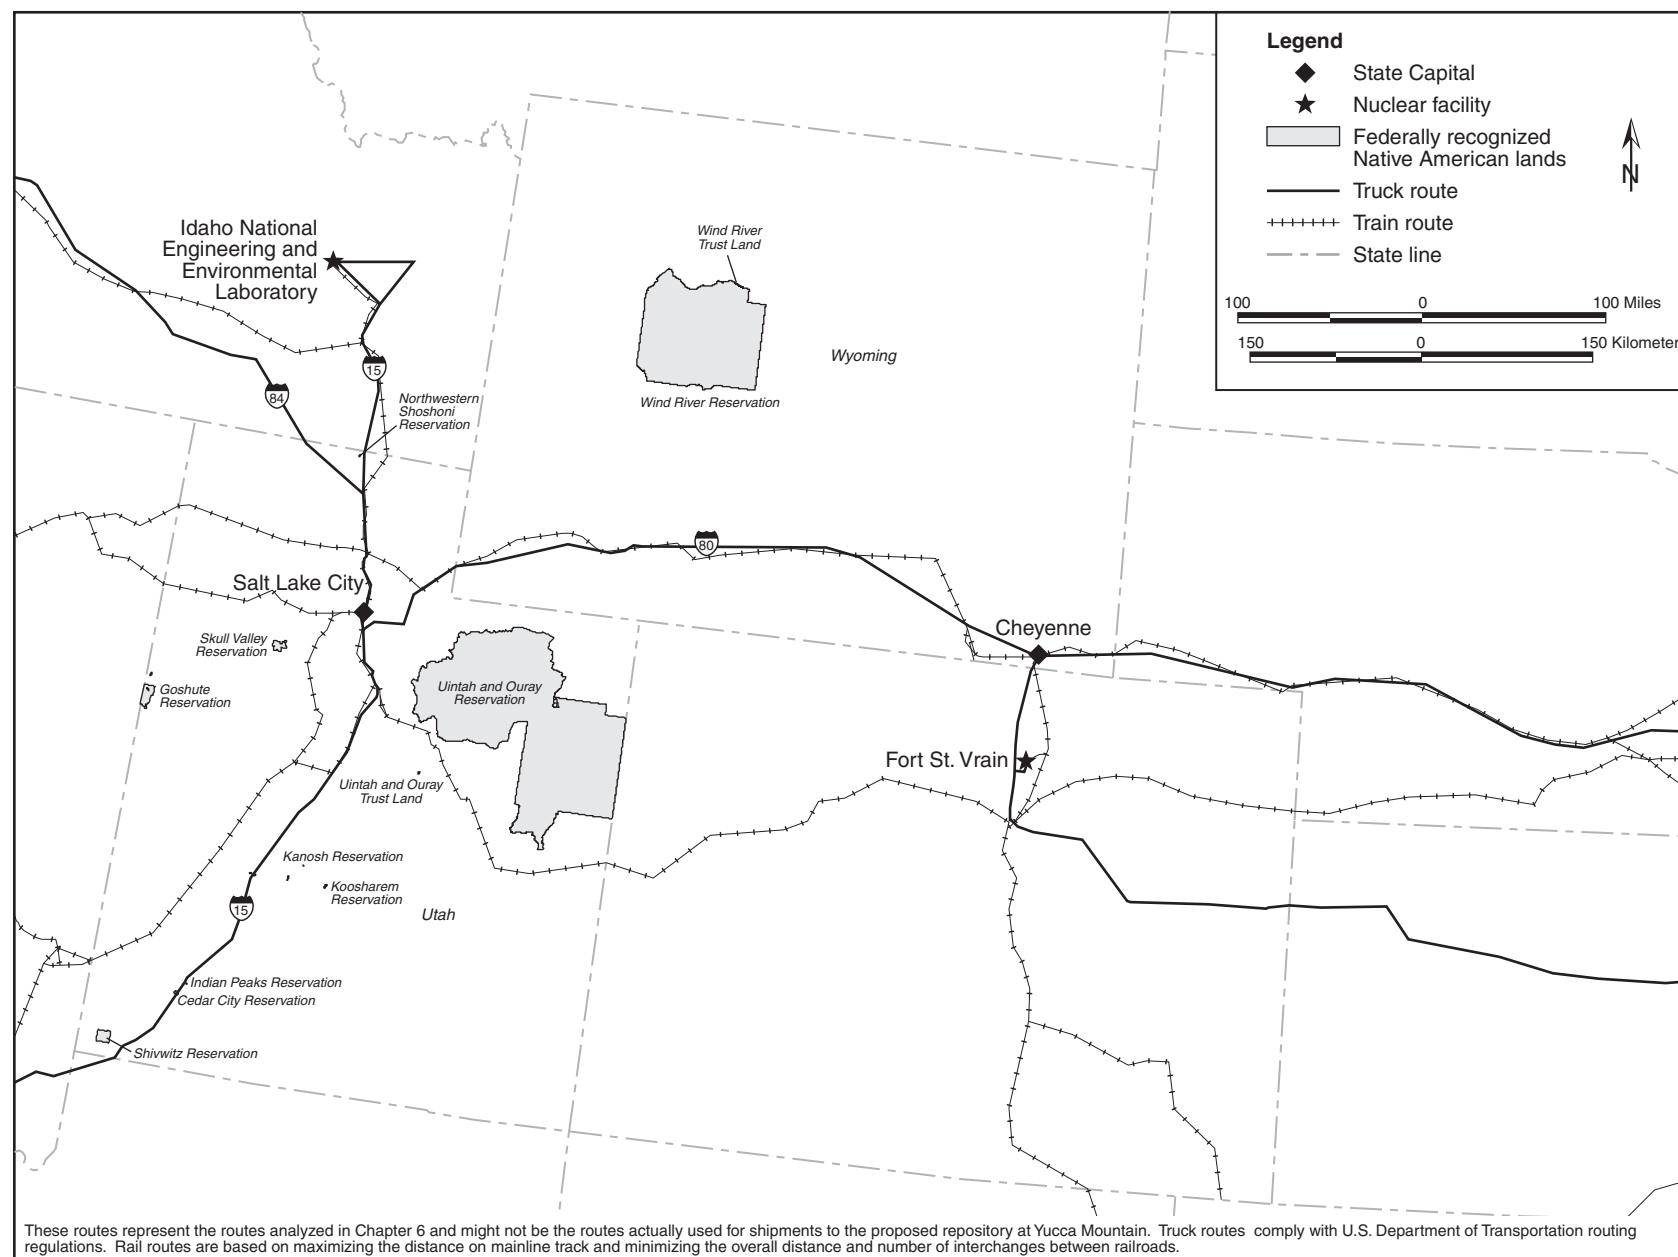 Legend
State Capital
Nuclear facility
Federally recognized
Native American lands
Truck route
Train route
State line
N
100 0 100 Miles
150 0 150 Kilometer
Idaho National
Engineering and
Environmental
Laboratory
Wind River
Trust Land
Wyoming
Wind River Reservation
15
84
Northwestern
Shoshoni
Reservation
80
Salt Lake City
Cheyenne
Skull Valley
Reservation
Goshute
Reservation
Uintah and Ouray
Reservation
Fort St. Vrain
Uintah and Ouray
Trust Land
Kanosh Reservation
Koosharem
Reservation
15
Utah
Indian Peaks Reservation
Cedar City Reservation
Shivwitz Reservation
These routes represent the routes analyzed in Chapter 6 and might not be the routes actually used for shipments to the proposed repository at Yucca Mountain. Truck routes comply with U.S. Department of Transportation routing
regulations. Rail routes are based on maximizing the distance on mainline track and minimizing the overall distance and number of interchanges between railroads.